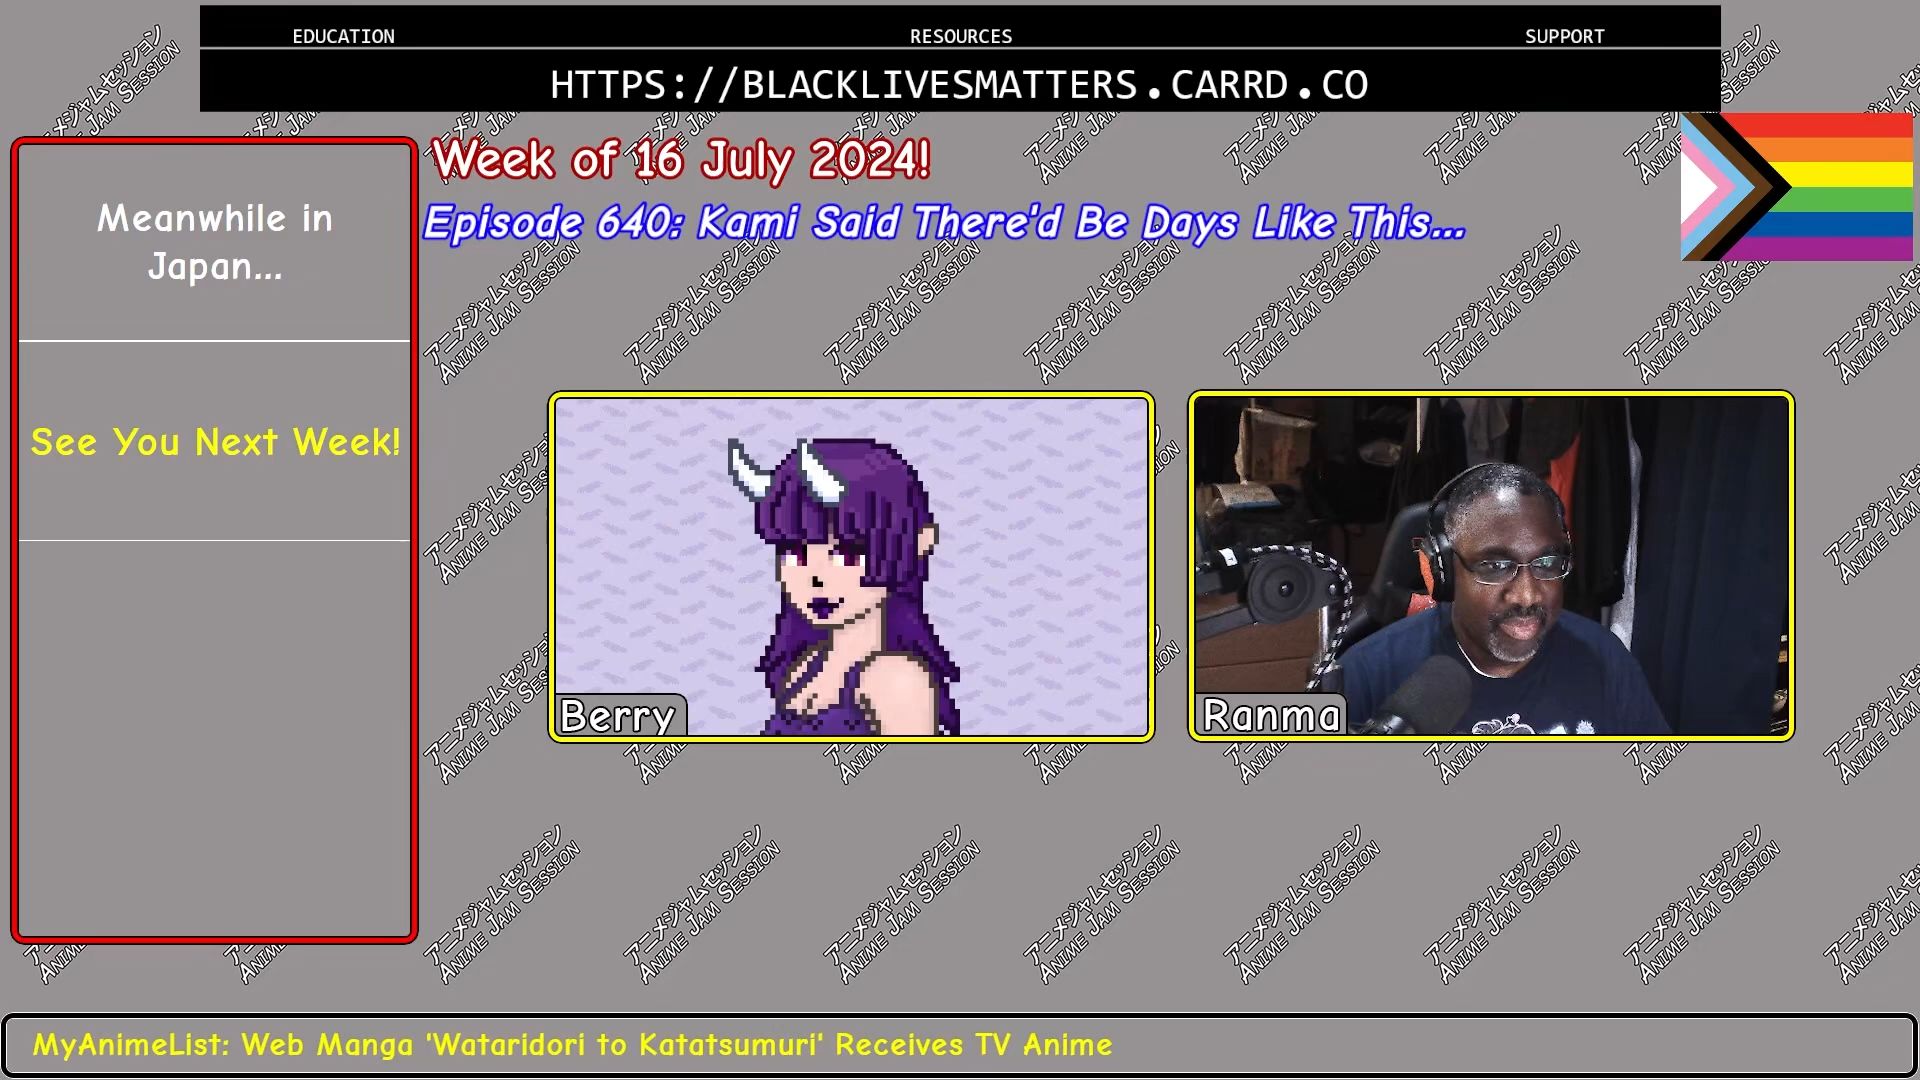 EDUCATION
RESOURCES
SUPPORT
HTTPS://BLACKLIVESMATTERS.CARRD.CO
Week of 16 July 2024!
Episode 640: Kami Said There'd Be Days Like This...
Meanwhile in
Japan...
See You Next Week!
Berry
Ranma
アニメジャムセッション
ANIME JAM SESSION
MyAnimeList: Web Manga 'Wataridori to Katatsumuri' Receives TV Anime